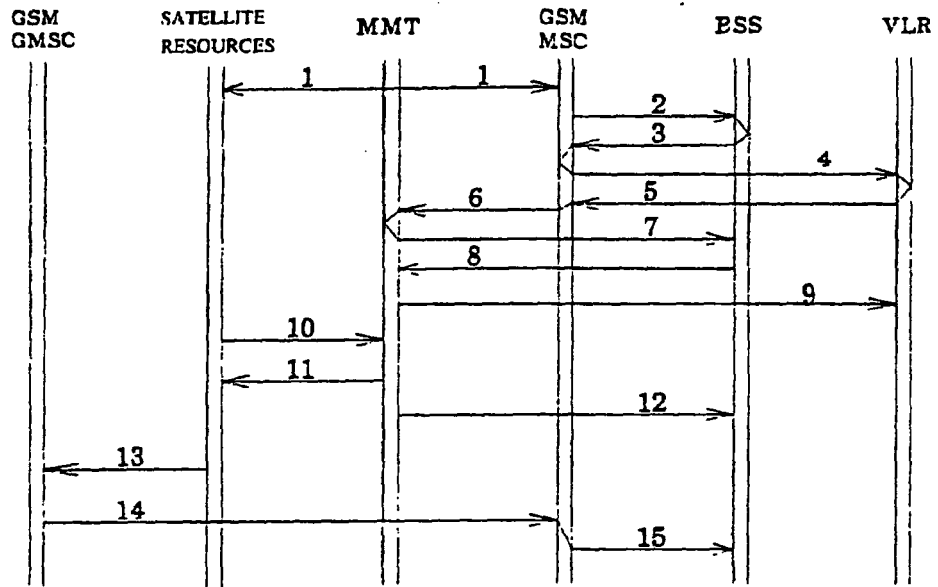 GSM
GMSC
SATELLITE
RESOURCES
MMT
GSM
MSC
BSS
VLR
1
1
2
3
4
5
6
7
8
9
10
11
12
13
14
15